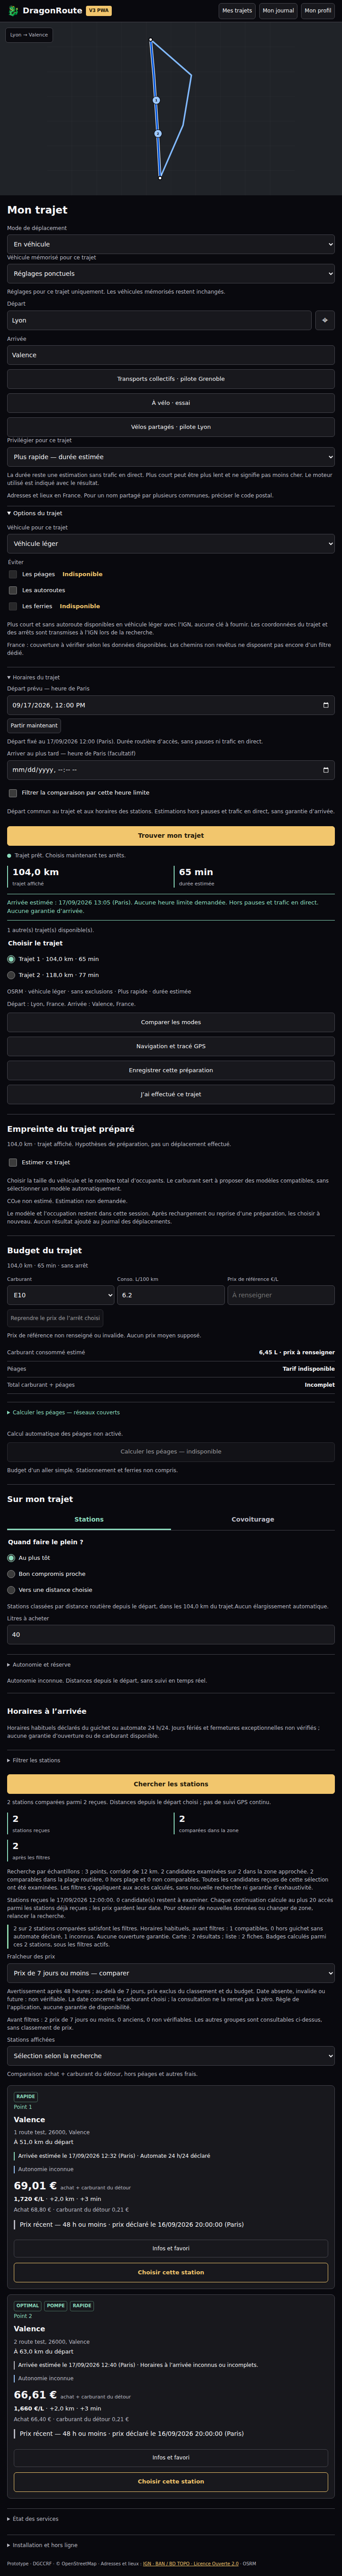 DragonRoute
V3 PWA
Mes trajets
Mon journal
Mon profil
Lyon → Valence
1
2
Mon trajet
Mode de déplacement
En véhicule
Véhicule mémorisé pour ce trajet
Réglages ponctuels
Réglages pour ce trajet uniquement. Les véhicules mémorisés restent inchangés.
Départ
Lyon
Arrivée
Valence
Transports collectifs · pilote Grenoble
À vélo · essai
Vélos partagés · pilote Lyon
Privilégier pour ce trajet
Plus rapide — durée estimée
La durée reste une estimation sans trafic en direct. Plus court peut être plus lent et ne signifie pas moins cher. Le moteur
utilisé est indiqué avec le résultat.
Adresses et lieux en France. Pour un nom partagé par plusieurs communes, préciser le code postal.
▼ Options du trajet
Véhicule pour ce trajet
Véhicule léger
Éviter
Les péages Indisponible
Les autoroutes
Les ferries Indisponible
Plus court et sans autoroute disponibles en véhicule léger avec l’IGN, aucune clé à fournir. Les coordonnées du trajet et
des arrêts sont transmises à l’IGN lors de la recherche.
France : couverture à vérifier selon les données disponibles. Les chemins non revêtus ne disposent pas encore d’un filtre
dédié.
▼ Horaires du trajet
Départ prévu — heure de Paris
09/17/2026, 12:00 PM
Partir maintenant
Départ fixé au 17/09/2026 12:00 (Paris). Durée routière d’accès, sans pauses ni trafic en direct.
Arriver au plus tard — heure de Paris (facultatif)
mm/dd/yyyy, --:-- --
Filtrer la comparaison par cette heure limite
Départ commun au trajet et aux horaires des stations. Estimations hors pauses et trafic en direct, sans garantie d’arrivée.
Trouver mon trajet
Trajet prêt. Choisis maintenant tes arrêts.
104,0 km
trajet affiché
65 min
durée estimée
Arrivée estimée : 17/09/2026 13:05 (Paris). Aucune heure limite demandée. Hors pauses et trafic en direct.
Aucune garantie d’arrivée.
1 autre(s) trajet(s) disponible(s).
Choisir le trajet
Trajet 1 · 104,0 km · 65 min
Trajet 2 · 118,0 km · 77 min
OSRM · véhicule léger · sans exclusions · Plus rapide · durée estimée
Départ : Lyon, France. Arrivée : Valence, France.
Comparer les modes
Navigation et tracé GPS
Enregistrer cette préparation
J’ai effectué ce trajet
Empreinte du trajet préparé
104,0 km · trajet affiché. Hypothèses de préparation, pas un déplacement effectué.
Estimer ce trajet
Choisir la taille du véhicule et le nombre total d’occupants. Le carburant sert à proposer des modèles compatibles, sans
sélectionner un modèle automatiquement.
CO₂e non estimé. Estimation non demandée.
Le modèle et l’occupation restent dans cette session. Après rechargement ou reprise d’une préparation, les choisir à
nouveau. Aucun résultat ajouté au journal des déplacements.
Budget du trajet
104,0 km · 65 min · sans arrêt
Carburant
Conso. L/100 km
Prix de référence €/L
E10
6.2
À renseigner
Reprendre le prix de l’arrêt choisi
Prix de référence non renseigné ou invalide. Aucun prix moyen supposé.
Carburant consommé estimé
6,45 L · prix à renseigner
Péages
Tarif indisponible
Total carburant + péages
Incomplet
▶ Calculer les péages — réseaux couverts
Calcul automatique des péages non activé.
Calculer les péages — indisponible
Budget d’un aller simple. Stationnement et ferries non compris.
Sur mon trajet
Stations
Covoiturage
Quand faire le plein ?
Au plus tôt
Bon compromis proche
Vers une distance choisie
Stations classées par distance routière depuis le départ, dans les 104,0 km du trajet.Aucun élargissement automatique.
Litres à acheter
40
▶ Autonomie et réserve
Autonomie inconnue. Distances depuis le départ, sans suivi en temps réel.
Horaires à l’arrivée
Horaires habituels déclarés du guichet ou automate 24 h/24. Jours fériés et fermetures exceptionnelles non vérifiés ;
aucune garantie d’ouverture ou de carburant disponible.
▶ Filtrer les stations
Chercher les stations
2 stations comparées parmi 2 reçues. Distances depuis le départ choisi ; pas de suivi GPS continu.
2
stations reçues
2
comparées dans la zone
2
après les filtres
Recherche par échantillons : 3 points, corridor de 12 km. 2 candidates examinées sur 2 dans la zone approchée. 2
comparables dans la plage routière, 0 hors plage et 0 non comparables. Toutes les candidates reçues de cette sélection
ont été examinées. Les filtres s’appliquent aux accès calculés, sans nouvelle recherche ni garantie d’exhaustivité.
Stations reçues le 17/09/2026 12:00:00. 0 candidate(s) restent à examiner. Chaque continuation calcule au plus 20 accès
parmi les stations déjà reçues ; les prix gardent leur date. Pour obtenir de nouvelles données ou changer de zone,
relancer la recherche.
2 sur 2 stations comparées satisfont les filtres. Horaires habituels, avant filtres : 1 compatibles, 0 hors guichet sans
automate déclaré, 1 inconnus. Aucune ouverture garantie. Carte : 2 résultats ; liste : 2 fiches. Badges calculés parmi
ces 2 stations, sous les filtres actifs.
Fraîcheur des prix
Prix de 7 jours ou moins — comparer
Avertissement après 48 heures ; au-delà de 7 jours, prix exclus du classement et du budget. Date absente, invalide ou
future : non vérifiable. La date concerne le carburant choisi ; la consultation ne la remet pas à zéro. Règle de
l’application, aucune garantie de disponibilité.
Avant filtres : 2 prix de 7 jours ou moins, 0 anciens, 0 non vérifiables. Les autres groupes sont consultables ci-dessous,
sans classement de prix.
Stations affichées
Sélection selon la recherche
Comparaison achat + carburant du détour, hors péages et autres frais.
RAPIDE
Point 1
Valence
1 route test, 26000, Valence
À 51,0 km du départ
Arrivée estimée le 17/09/2026 12:32 (Paris) · Automate 24 h/24 déclaré
Autonomie inconnue
69,01 € achat + carburant du détour
1,720 €/L · +2,0 km · +3 min
Achat 68,80 € · carburant du détour 0,21 €
Prix récent — 48 h ou moins · prix déclaré le 16/09/2026 20:00:00 (Paris)
Infos et favori
Choisir cette station
OPTIMAL
POMPE
RAPIDE
Point 2
Valence
2 route test, 26000, Valence
À 63,0 km du départ
Arrivée estimée le 17/09/2026 12:40 (Paris) · Horaires à l’arrivée inconnus ou incomplets.
Autonomie inconnue
66,61 € achat + carburant du détour
1,660 €/L · +2,0 km · +3 min
Achat 66,40 € · carburant du détour 0,21 €
Prix récent — 48 h ou moins · prix déclaré le 16/09/2026 20:00:00 (Paris)
Infos et favori
Choisir cette station
▶ Etat des services
▶ Installation et hors ligne
Prototype · DGCCRF · © OpenStreetMap · Adresses et lieux · IGN · BAN / BD TOPO · Licence Ouverte 2.0 · OSRM